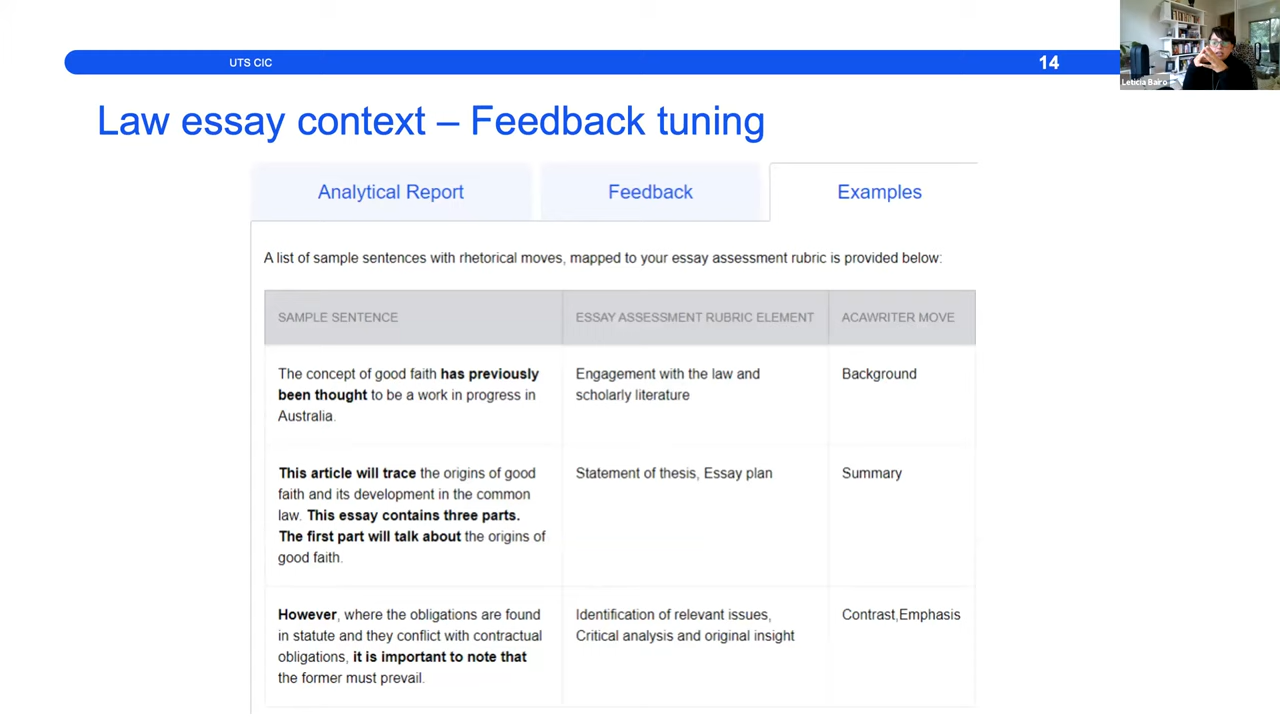 UTS CIC
14
Leticia Bairo
Law essay context – Feedback tuning
Analytical Report
Feedback
Examples
A list of sample sentences with rhetorical moves, mapped to your essay assessment rubric is provided below:
SAMPLE SENTENCE
ESSAY ASSESSMENT RUBRIC ELEMENT
ACAWRITER MOVE
The concept of good faith has previously
been thought to be a work in progress in
Australia.
Engagement with the law and
scholarly literature
Background
This article will trace the origins of good
faith and its development in the common
law. This essay contains three parts.
The first part will talk about the origins of
good faith.
Statement of thesis, Essay plan
Summary
However, where the obligations are found
in statute and they conflict with contractual
obligations, it is important to note that
the former must prevail.
Identification of relevant issues,
Critical analysis and original insight
Contrast,Emphasis